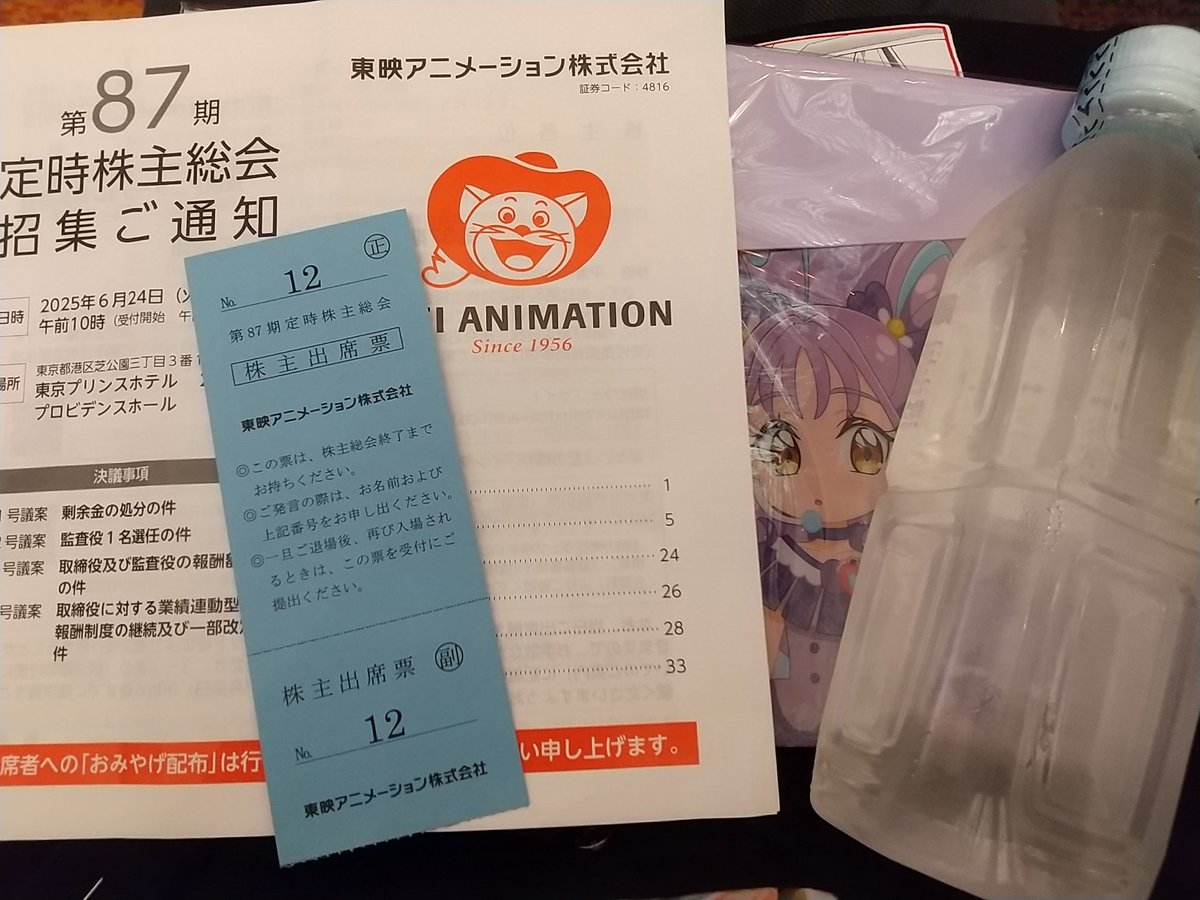 第87期
定時株主総会
招集ご通知
日時
2025年6月24日
午前10時（受付開始 午
場所
東京都港区芝公園三丁目3番1
東京プリンスホテル 2
プロビデンスホール
決議事項
号議案 剰余金の処分の件
号議案 監査役1名選任の件
号議案 取締役及び監査役の報酬
の件
号議案 取締役に対する業績連動型
報酬制度の継続及び一部改
件
席者への「おみやげ配布」は行
い申し上げます。
東映アニメーション株式会社
証券コード：4816
I ANIMATION
Since 1956
1
5
24
26
28
33
正
No. 12
第87期定時株主総会
株主出席票
東映アニメーション株式会社
◎この票は、株主総会終了まで
お持ちください。
◎ご発言の際は、お名前および
上記番号をお申し出ください。
◎一旦ご退場後、再び入場され
るときは、この票を受付にご
提出ください。
株主出席票 副
No. 12
東映アニメーション株式会社